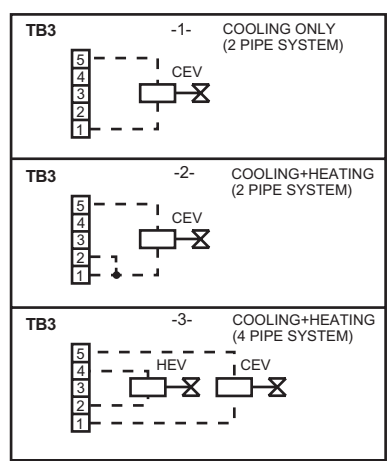 TB3 -1- COOLING ONLY
(2 PIPE SYSTEM)
5
4
3
2
1
CEV
TB3 -2- COOLING+HEATING
(2 PIPE SYSTEM)
5
4
3
2
1
CEV
TB3 -3- COOLING+HEATING
(4 PIPE SYSTEM)
5
4
3
2
1
HEV CEV